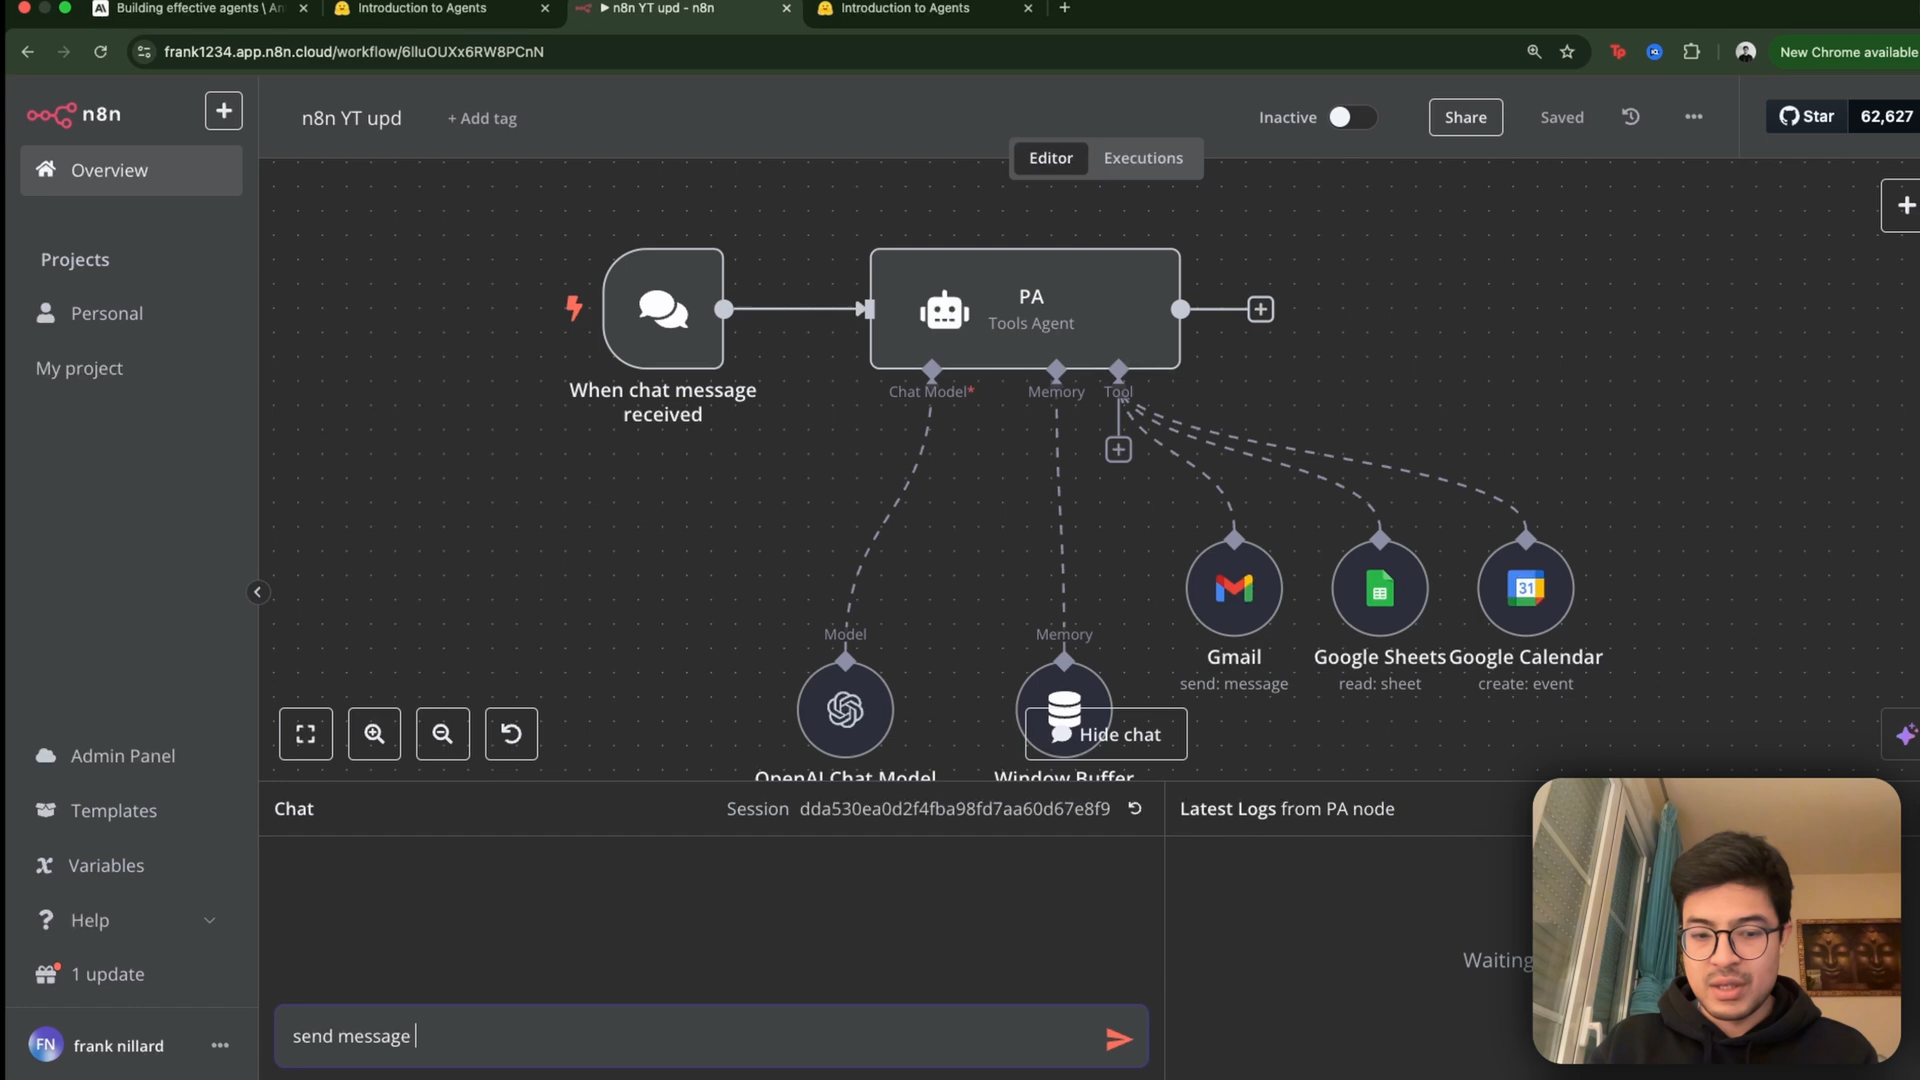 Building effective agents \ An
Introduction to Agents
n8n YT upd - n8n
Introduction to Agents
frank1234.app.n8n.cloud/workflow/6lluOUXx6RW8PCnN
New Chrome available
n8n
n8n YT upd
+ Add tag
Inactive
Share
Saved
Star
62,627
Editor
Executions
Overview
Projects
Personal
My project
PA
Tools Agent
When chat message
received
Chat Model*
Memory
Tool
Model
Memory
Gmail
send: message
Google Sheets
read: sheet
Google Calendar
create: event
31
Hide chat
OpenAI Chat Model
Window Buffer
Admin Panel
Templates
Variables
Help
1 update
FN
frank nillard
Chat
Session dda530ea0d2f4fba98fd7aa60d67e8f9
Latest Logs from PA node
Waiting
send message